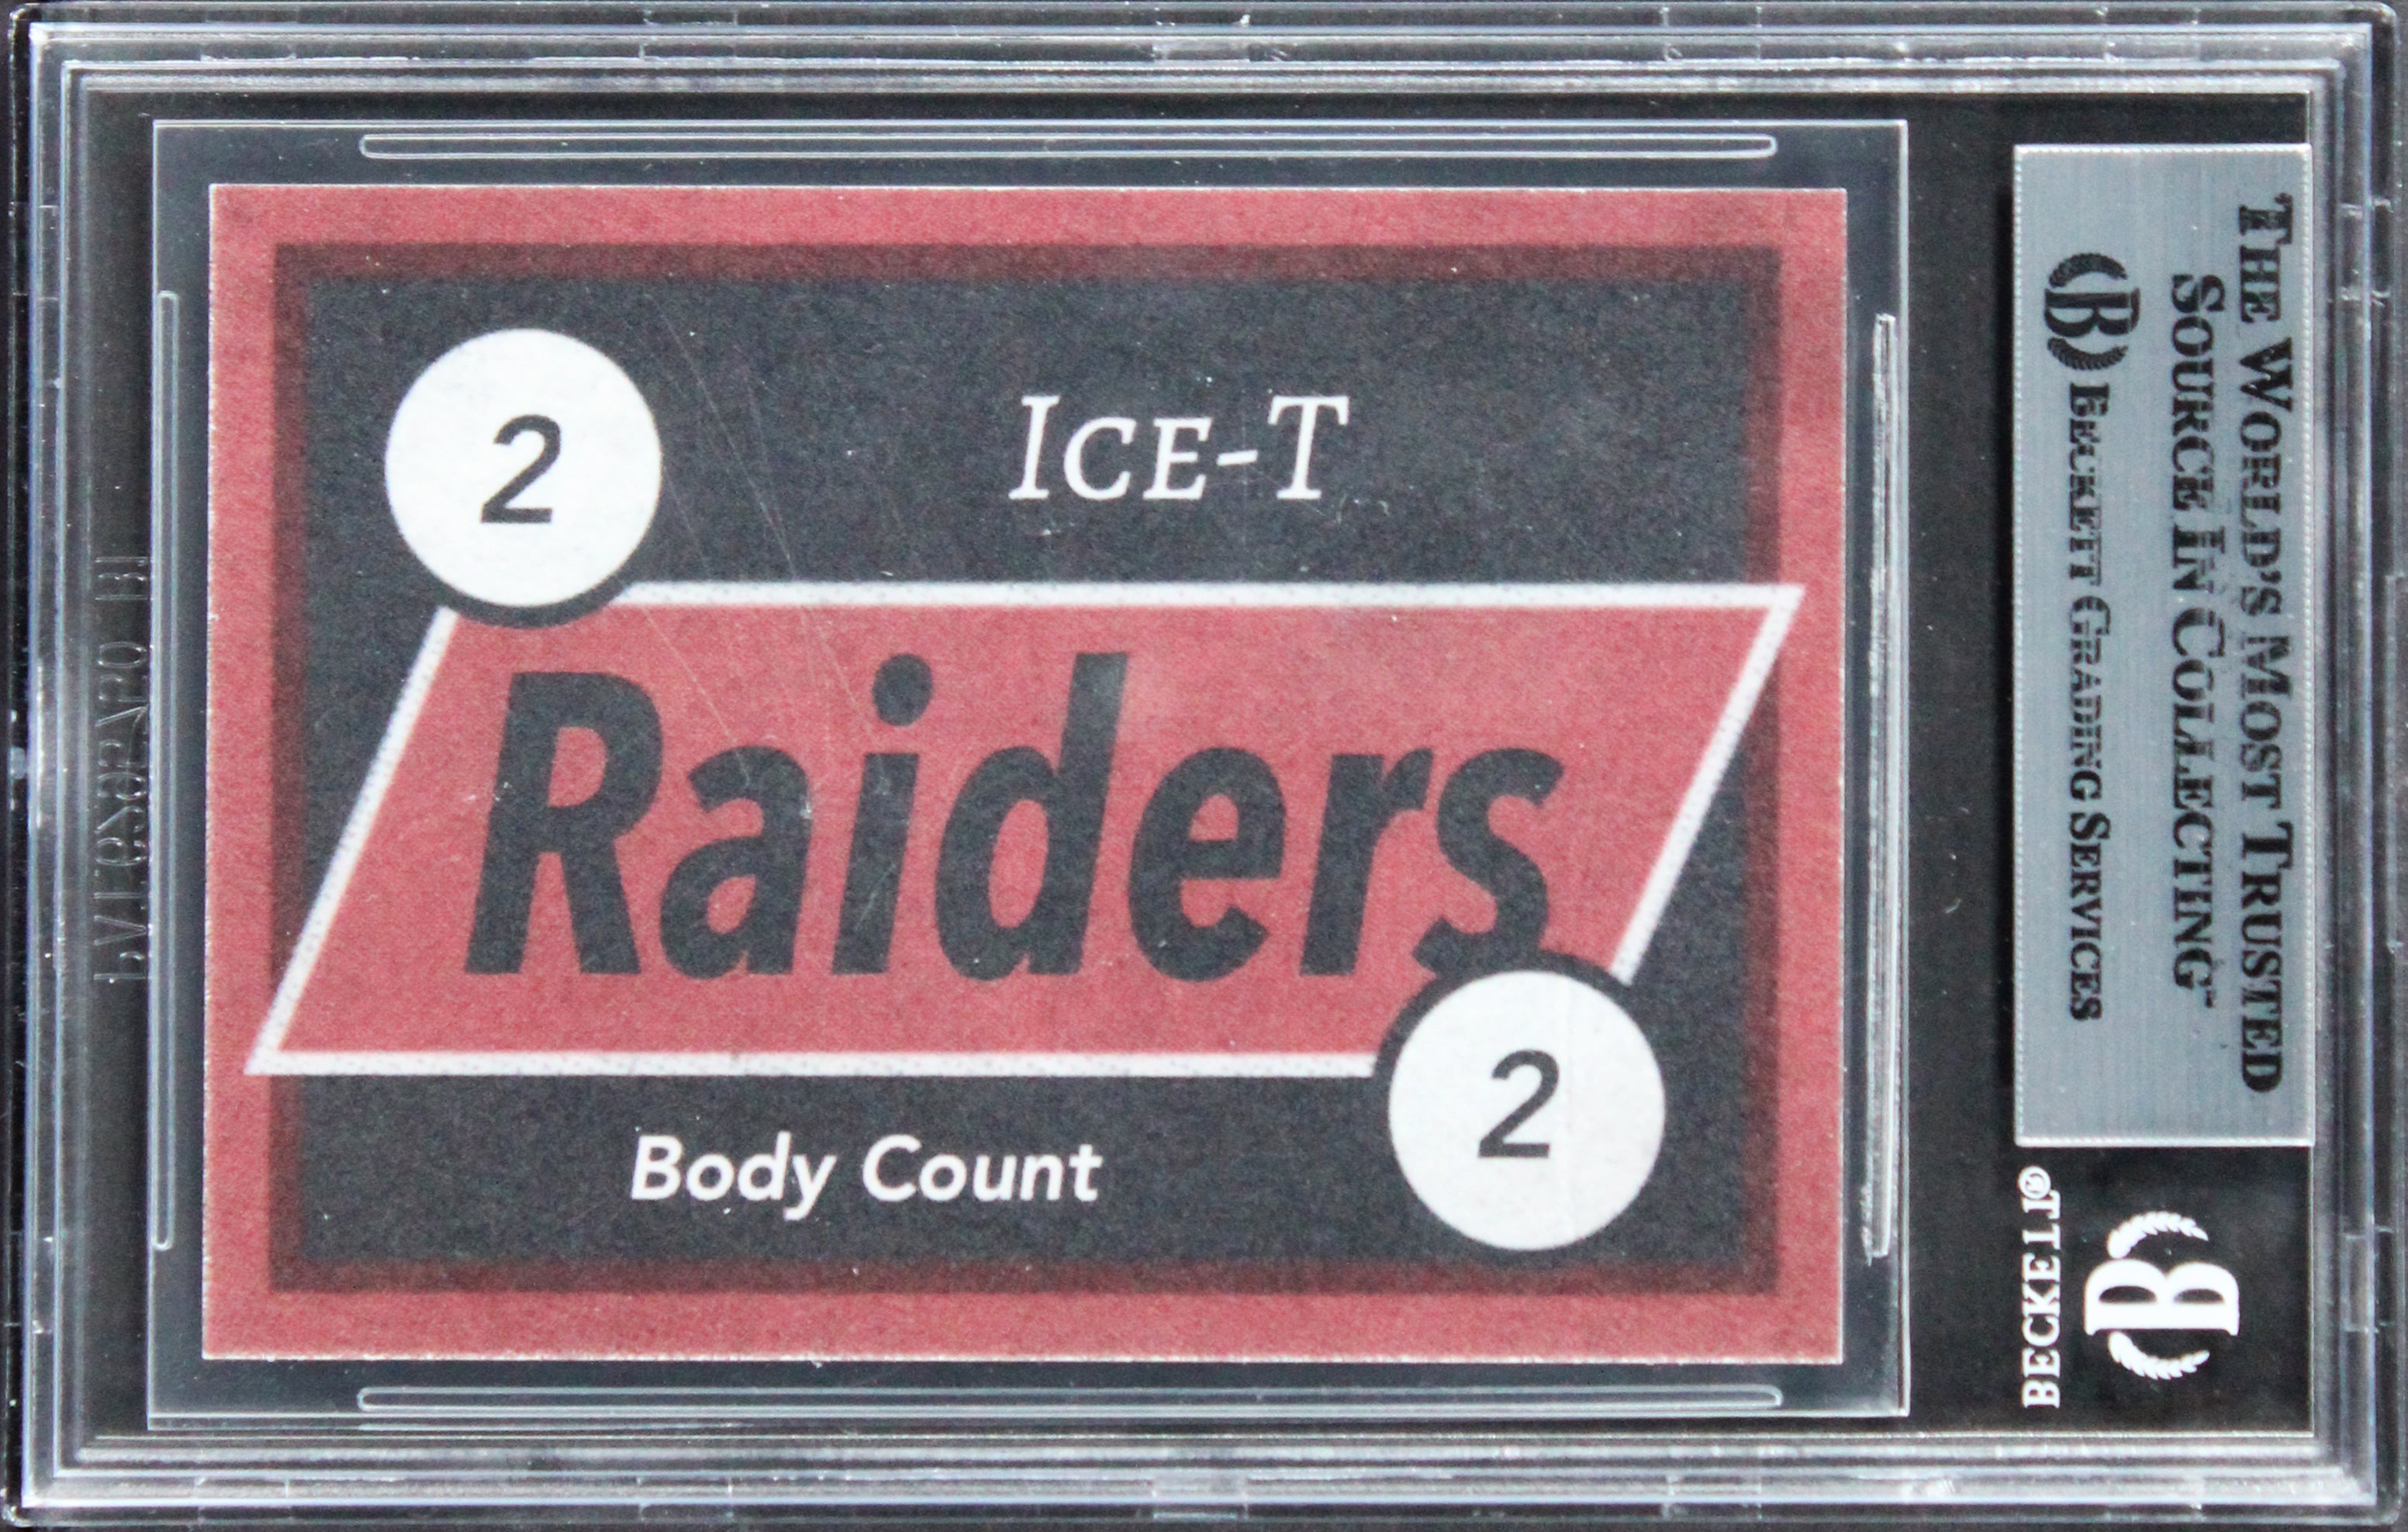 2
ICE-T
Raiders
Body Count
2
THE WORLD'S MOST TRUSTED
SOURCE IN COLLECTING™
B BECKETT GRADING SERVICES
BECKETT®
B